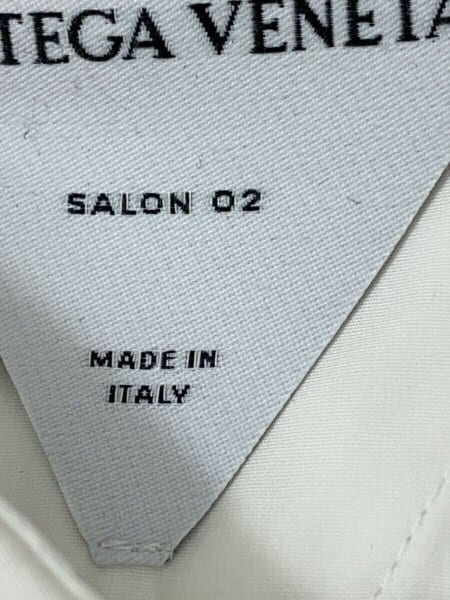 TEGA VENETA
SALON 02
MADE IN
ITALY